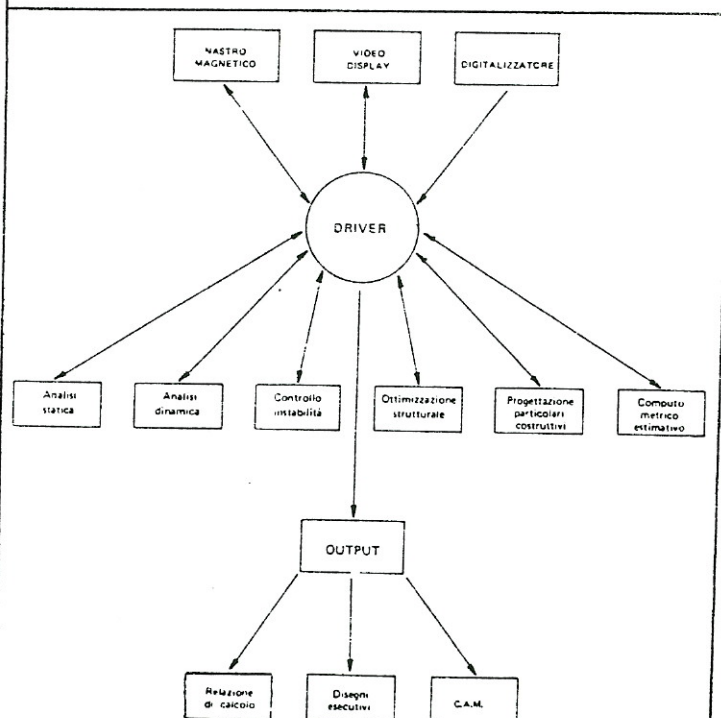 NASTRO
MAGNETICO
VIDEO
DISPLAY
DIGITALIZZATORE
DRIVER
Analisi
statica
Analisi
dinamica
Controllo
instabilità
Ottimizzazione
strutturale
Progettazione
particolari
costruttivi
Computo
metrico
estimativo
OUTPUT
Relazione
di calcolo
Disegni
esecutivi
C.A.M.